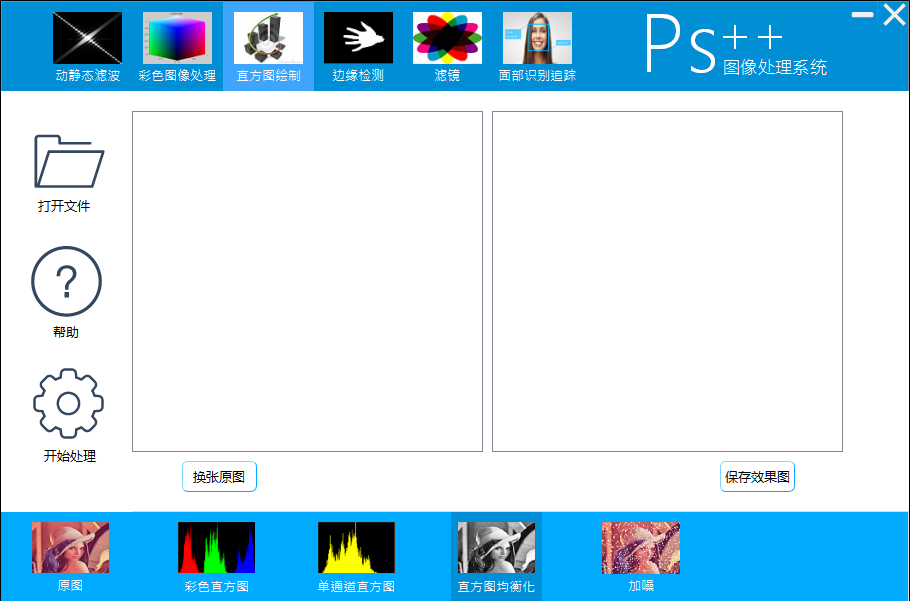 动静态滤波
彩色图像处理
直方图绘制
边缘检测
滤镜
面部识别追踪
Ps++
图像处理系统
打开文件
?
帮助
开始处理
换张原图
保存效果图
原图
彩色直方图
单通道直方图
直方图均衡化
加噪